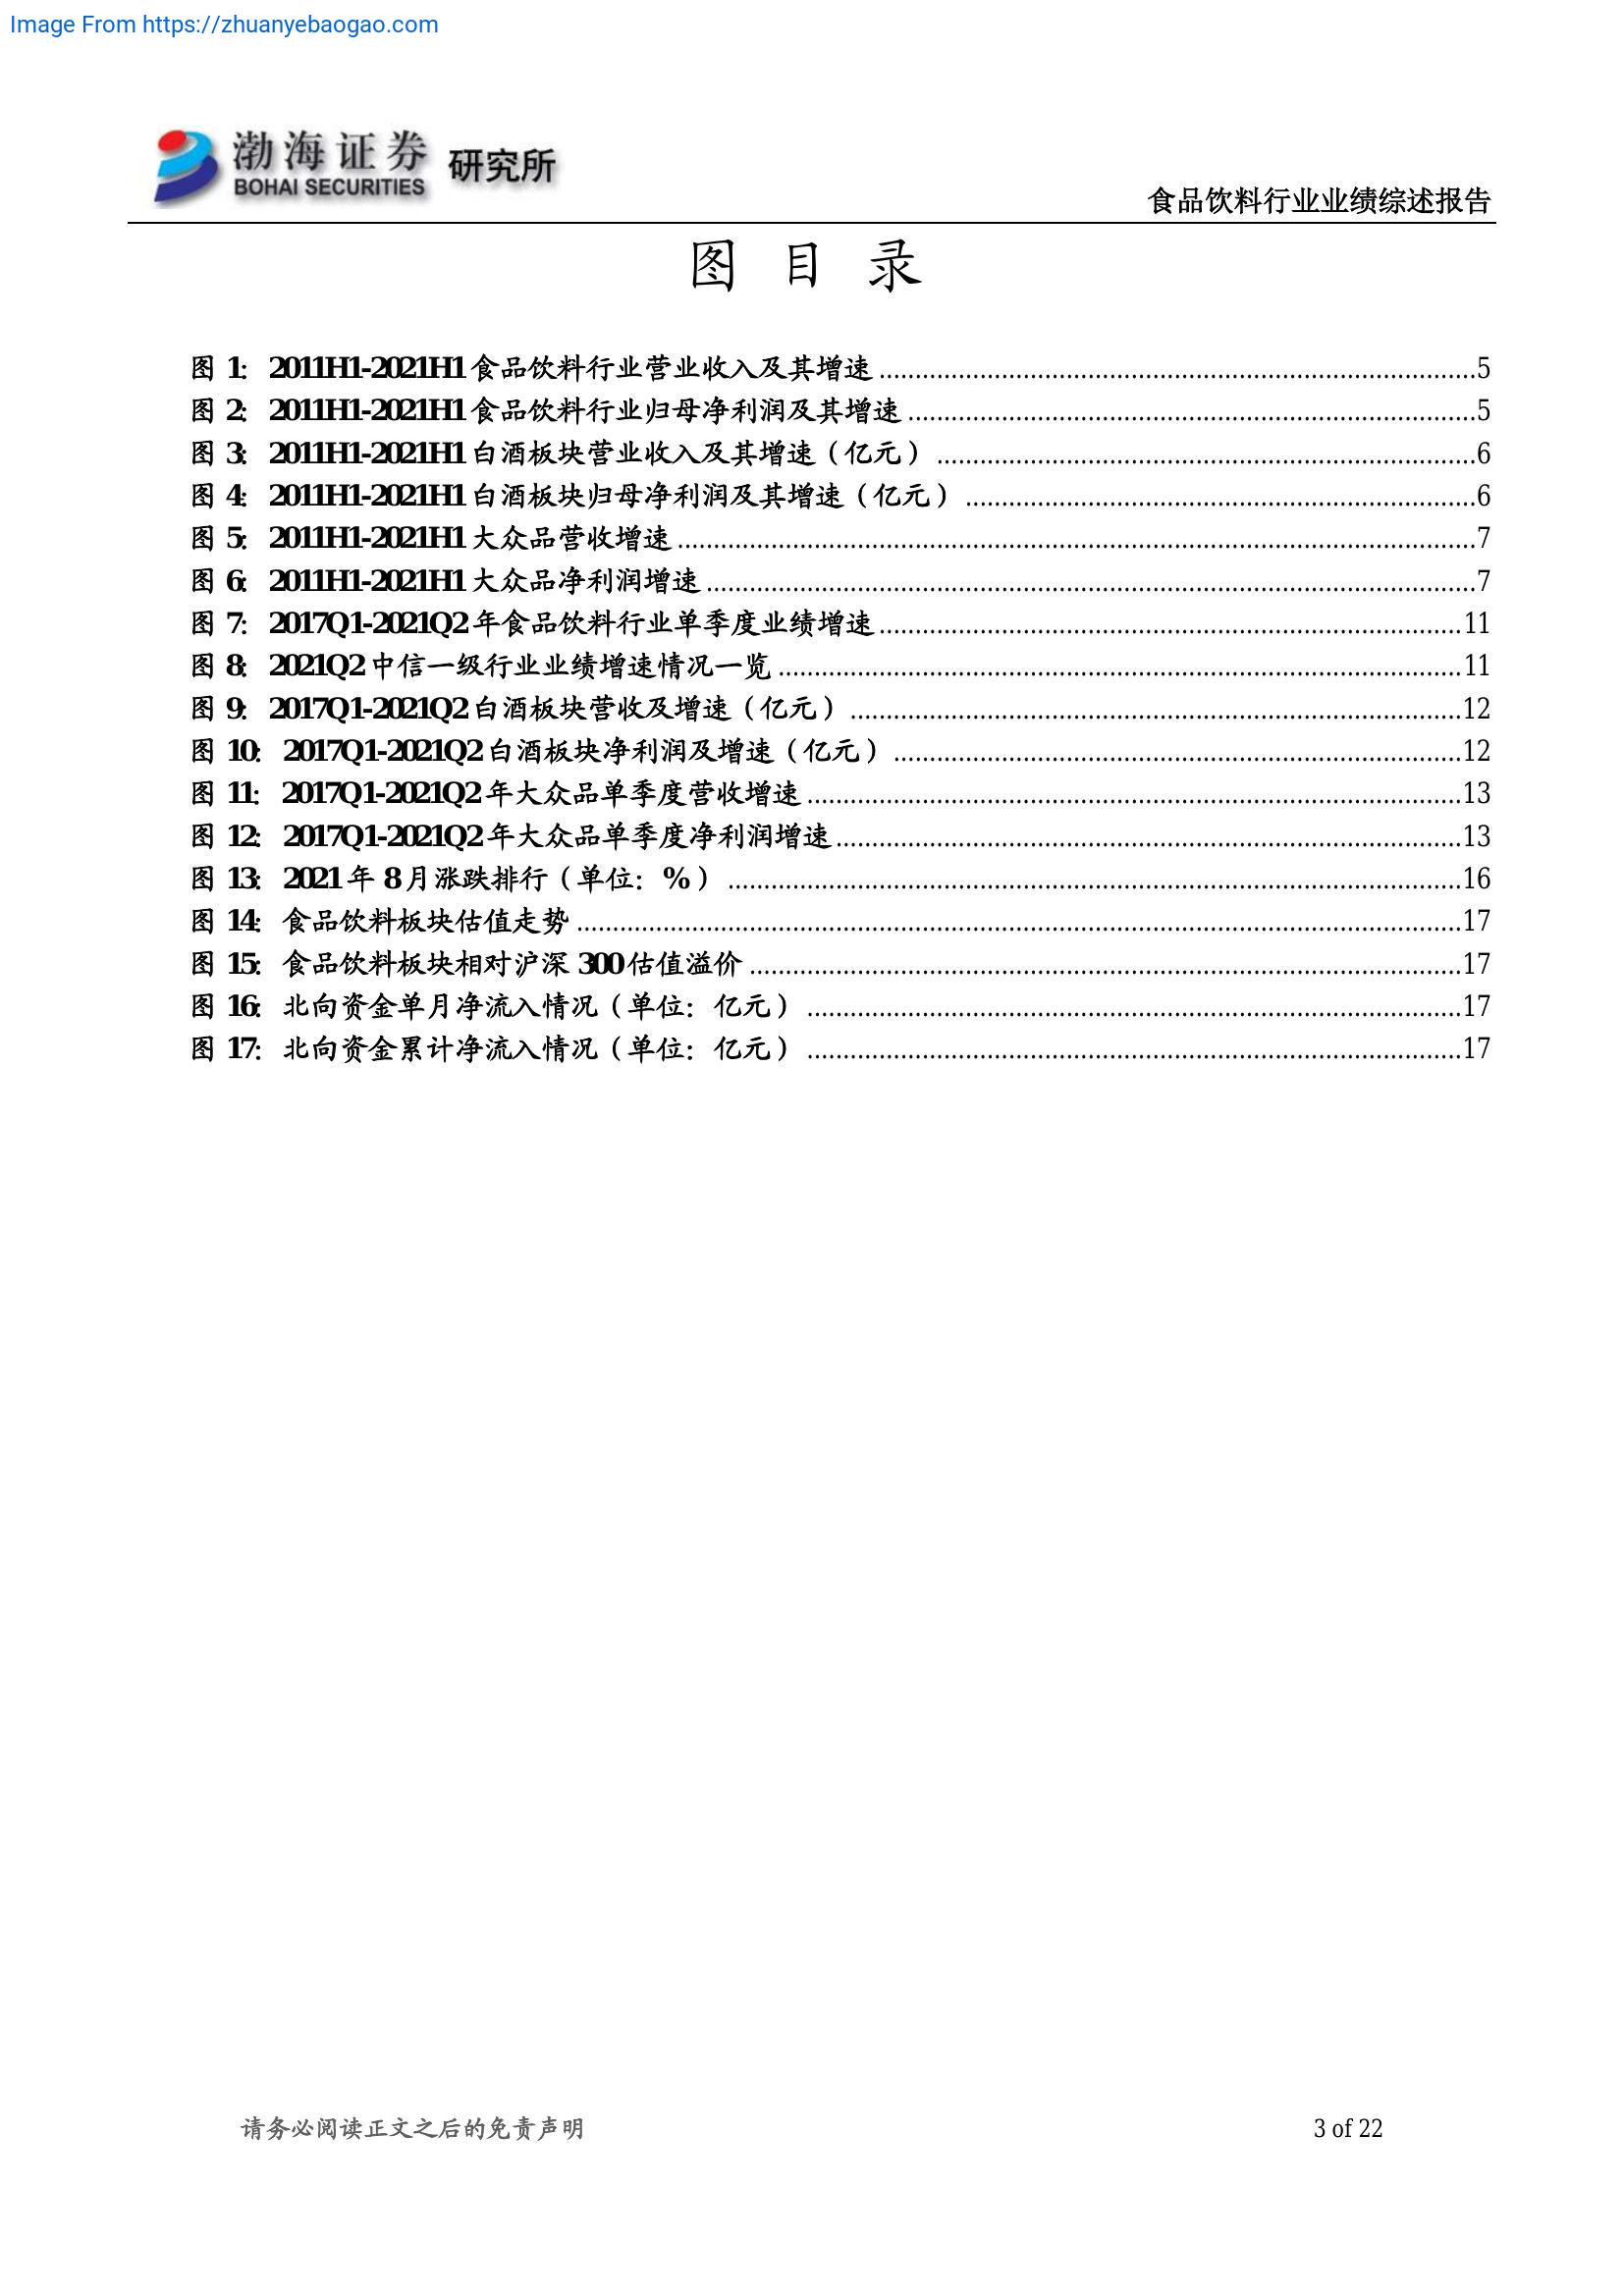 Image From https://zhuanyebaogao.com
渤海证券 研究所
BOHAI SECURITIES
食品饮料行业业绩综述报告
图 目 录
图 1: 2011H1-2021H1 食品饮料行业营业收入及其增速 ........ 5
图 2: 2011H1-2021H1 食品饮料行业归母净利润及其增速 ........ 5
图 3: 2011H1-2021H1 白酒板块营业收入及其增速（亿元） ........ 6
图 4: 2011H1-2021H1 白酒板块归母净利润及其增速（亿元） ........ 6
图 5: 2011H1-2021H1 大众品营收增速 ........ 7
图 6: 2011H1-2021H1 大众品净利润增速 ........ 7
图 7: 2017Q1-2021Q2 年食品饮料行业单季度业绩增速 ........ 11
图 8: 2021Q2 中信一级行业业绩增速情况一览 ........ 11
图 9: 2017Q1-2021Q2 白酒板块营收及增速（亿元） ........ 12
图 10: 2017Q1-2021Q2 白酒板块净利润及增速（亿元） ........ 12
图 11: 2017Q1-2021Q2 年大众品单季度营收增速 ........ 13
图 12: 2017Q1-2021Q2 年大众品单季度净利润增速 ........ 13
图 13: 2021 年 8 月涨跌排行（单位：%） ........ 16
图 14: 食品饮料板块估值走势 ........ 17
图 15: 食品饮料板块相对沪深 300 估值溢价 ........ 17
图 16: 北向资金单月净流入情况（单位：亿元） ........ 17
图 17: 北向资金累计净流入情况（单位：亿元） ........ 17
请务必阅读正文之后的免责声明 3 of 22